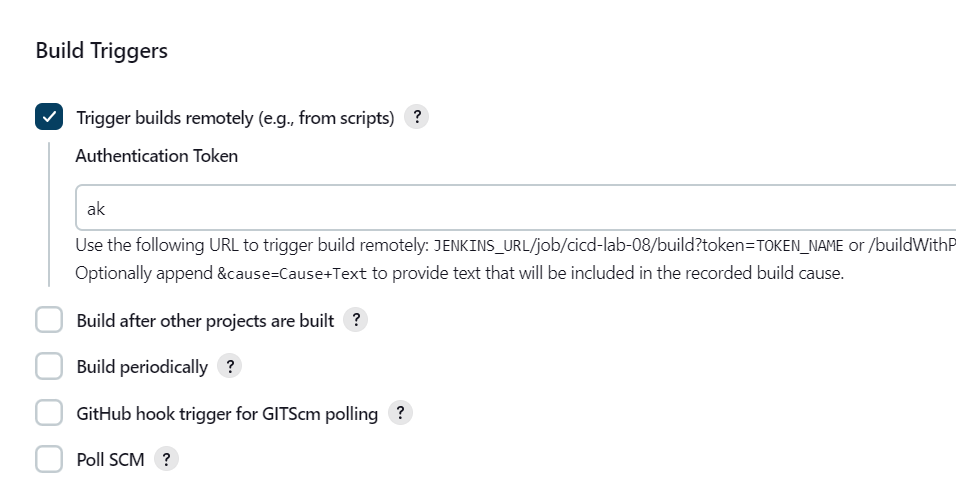 Build Triggers
Trigger builds remotely (e.g., from scripts) ?
Authentication Token
ak
Use the following URL to trigger build remotely: JENKINS_URL/job/cicd-lab-08/build?token=TOKEN_NAME or /buildWithP
Optionally append &cause=Cause+Text to provide text that will be included in the recorded build cause.
Build after other projects are built ?
Build periodically ?
GitHub hook trigger for GITScm polling ?
Poll SCM ?